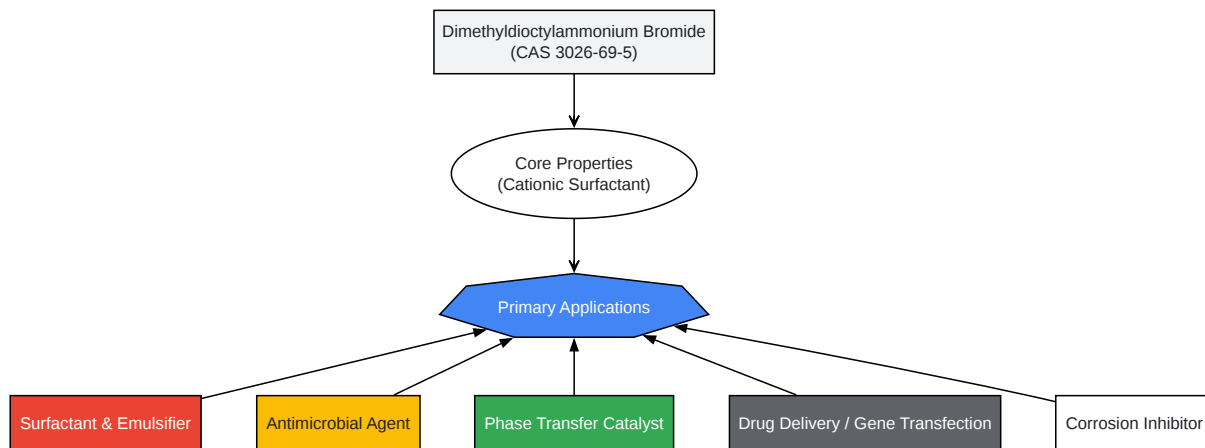 Dimethyldioctylammonium Bromide
(CAS 3026-69-5)
Core Properties
(Cationic Surfactant)
Primary Applications
Surfactant & Emulsifier
Antimicrobial Agent
Phase Transfer Catalyst
Drug Delivery / Gene Transfection
Corrosion Inhibitor